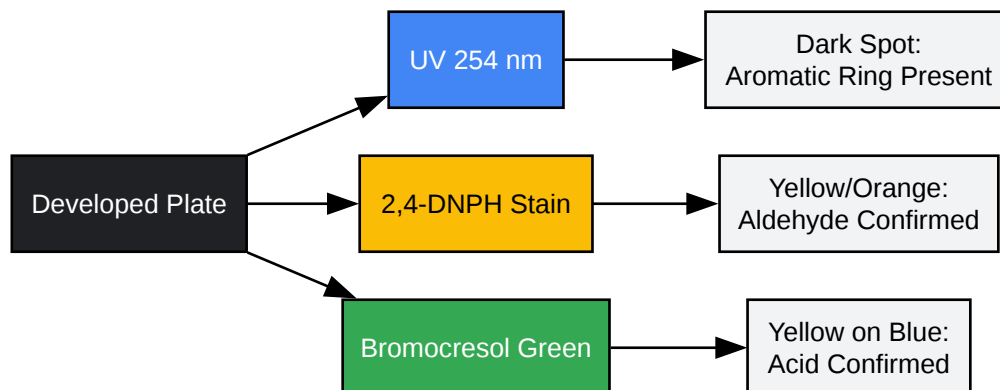 UV 254 nm
Dark Spot:
Aromatic Ring Present
Developed Plate
2,4-DNPH Stain
Yellow/Orange:
Aldehyde Confirmed
Bromocresol Green
Yellow on Blue:
Acid Confirmed